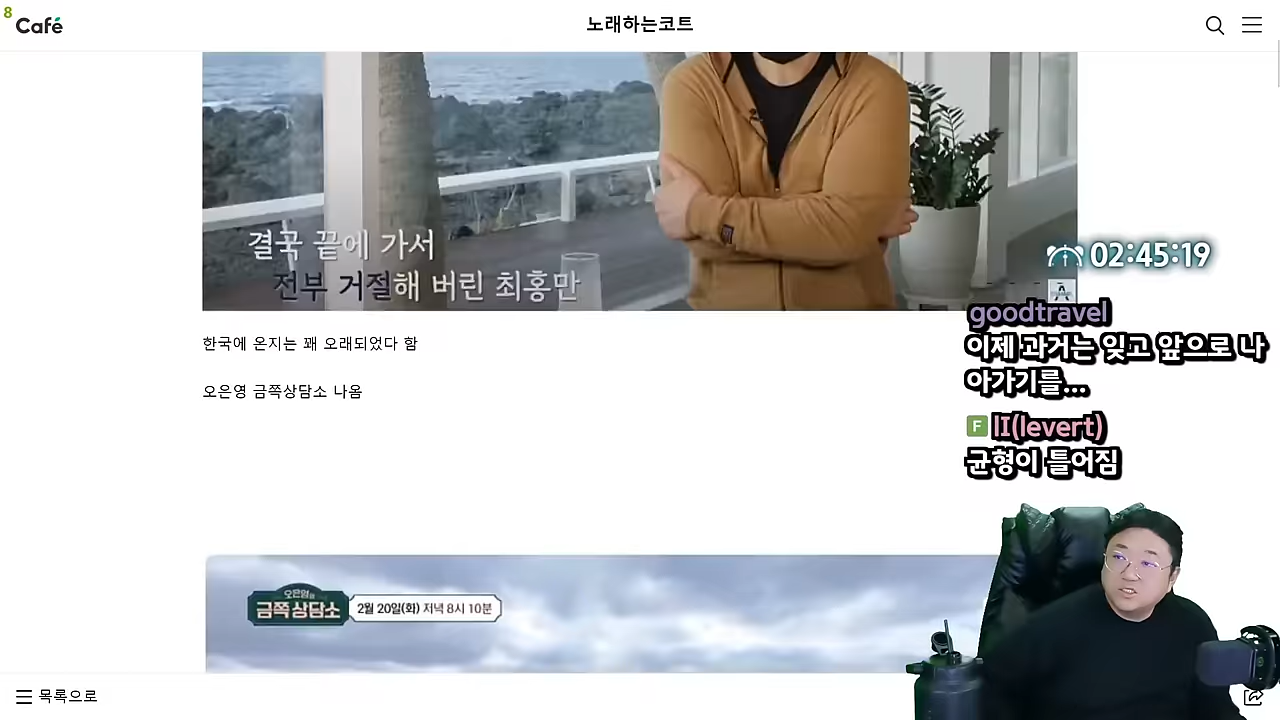 8
Café
노래하는코트
결국 끝에 가서
전부 거절해 버린 최홍만
02:45:19
goodtravel
이제 과거는 잊고 앞으로 나
아가기를...
F lI(levert)
균형이 틀어짐
한국에 온지는 꽤 오래되었다 함
오은영 금쪽상담소 나옴
오은영의
금쪽 상담소
2월 20일(화) 저녁 8시 10분
목록으로